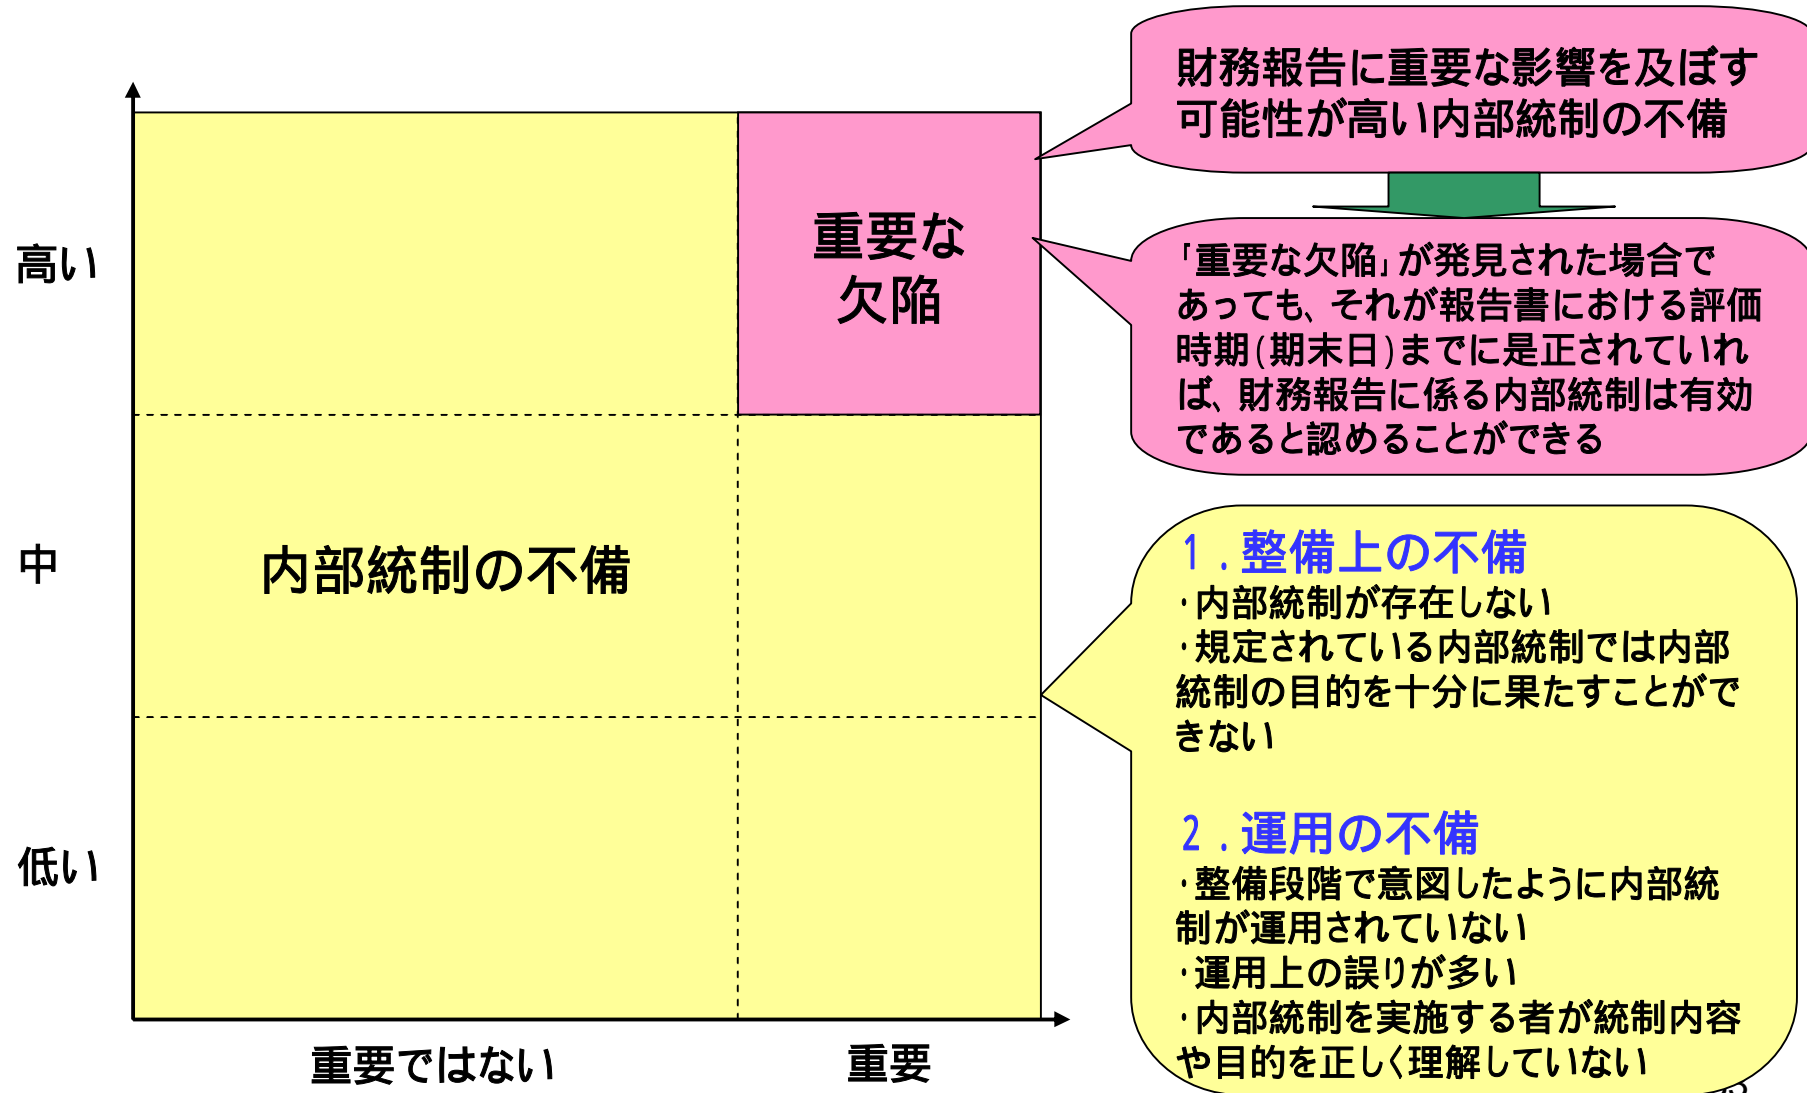 財務報告に重要な影響を及ぼす
可能性が高い内部統制の不備
重要な
欠陥
「重要な欠陥」が発見された場合で
あっても、それが報告書における評価
時期(期末日)までに是正されていれ
ば、財務報告に係る内部統制は有効
であると認めることができる
高い
中
低い
内部統制の不備
1.整備上の不備
・内部統制が存在しない
・規定されている内部統制では内部
統制の目的を十分に果たすことがで
きない
2.運用の不備
・整備段階で意図したように内部統
制が運用されていない
・運用上の誤りが多い
・内部統制を実施する者が統制内容
や目的を正しく理解していない
重要ではない
重要